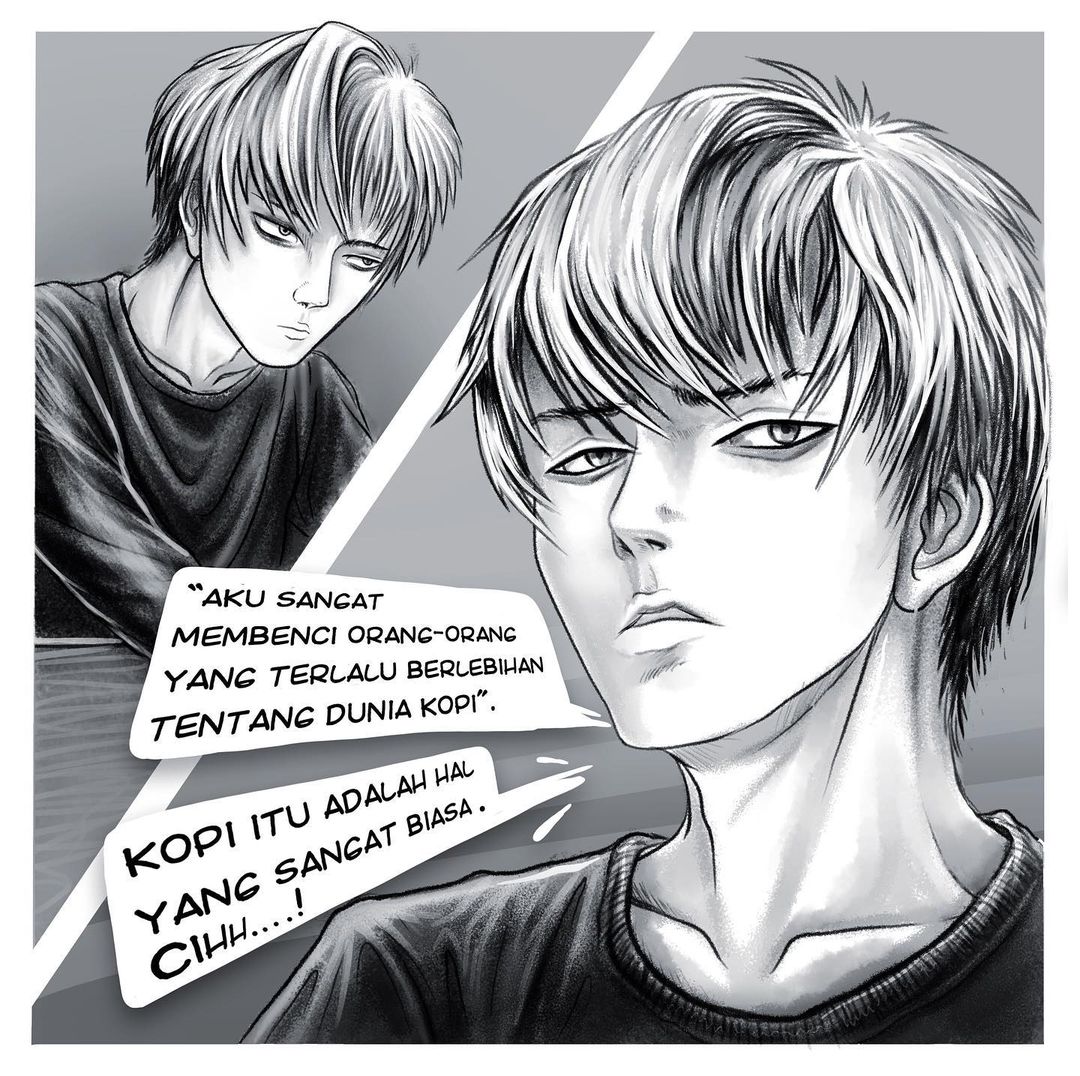 "AKU SANGAT
MEMBENCI ORANG-ORANG
YANG TERLALU BERLEBIHAN
TENTANG DUNIA KOPI".
KOPI ITU ADALAH HAL
YANG SANGAT BIASA.
CIHH....!